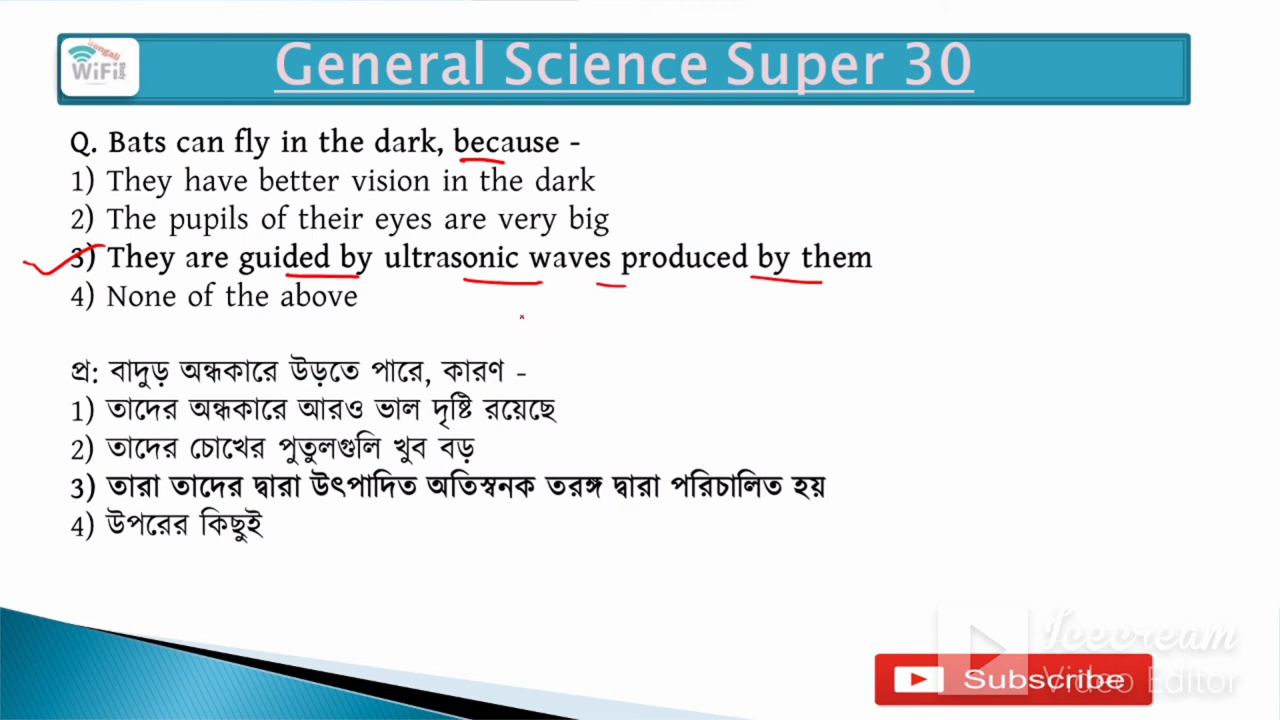 Bengali
WiFi
Study
General Science Super 30
Q. Bats can fly in the dark, because -
1) They have better vision in the dark
2) The pupils of their eyes are very big
3) They are guided by ultrasonic waves produced by them
4) None of the above
প্র: বাদুড় অন্ধকারে উড়তে পারে, কারণ -
1) তাদের অন্ধকারে আরও ভাল দৃষ্টি রয়েছে
2) তাদের চোখের পুতুলগুলি খুব বড়
3) তারা তাদের দ্বারা উৎপাদিত অতিস্বনক তরঙ্গ দ্বারা পরিচালিত হয়
4) উপরের কিছুই
Icecream
Video Editor
Subscribe